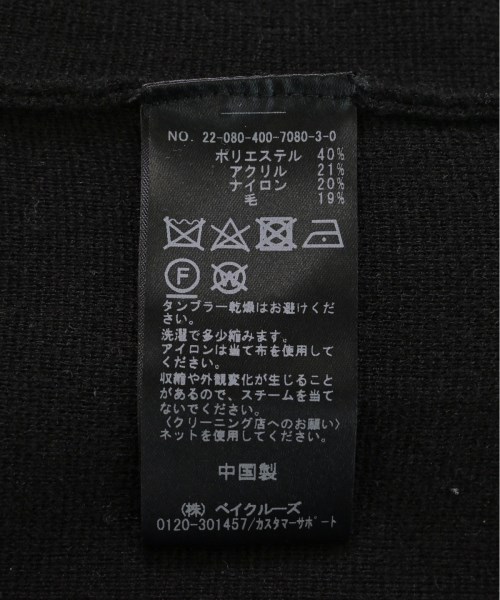 NO. 22-080-400-7080-3-0
ポリエステル 40%
アクリル 21%
ナイロン 20%
毛 19%
F W
タンブラー乾燥はお避けくだ
さい。
洗濯で多少縮みます。
アイロンは当て布を使用して
ください。
収縮や外観変化が生じること
があるので、スチームを当て
ないでください。
〈クリーニング店へのお願い〉
ネットを使用してください。
中国製
(株) ベイクルーズ
0120-301457/カスタマーサポート